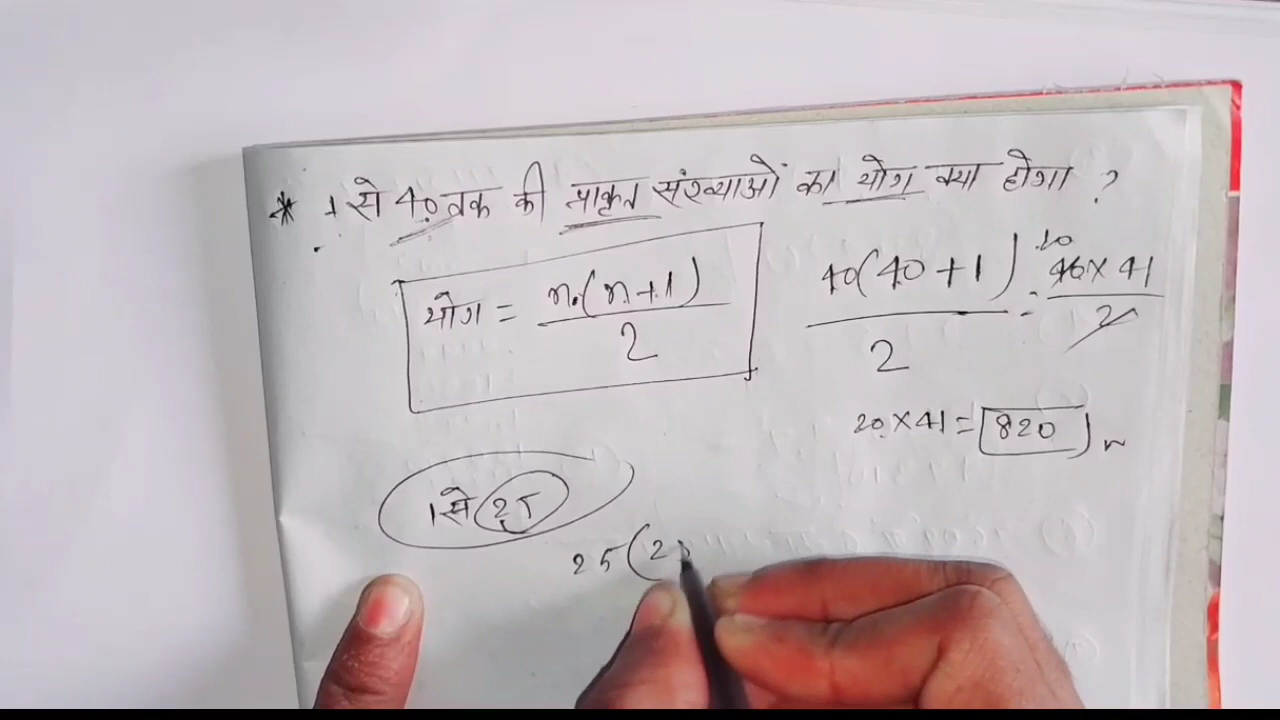 * 1 से 40 तक की प्राकृत संख्याओं का योग क्या होगा ?
योग = n.(n+1) / 2
40(40+1) / 2 = 40×41 / 2
20
20×41 = 820
1 से 25
25(2